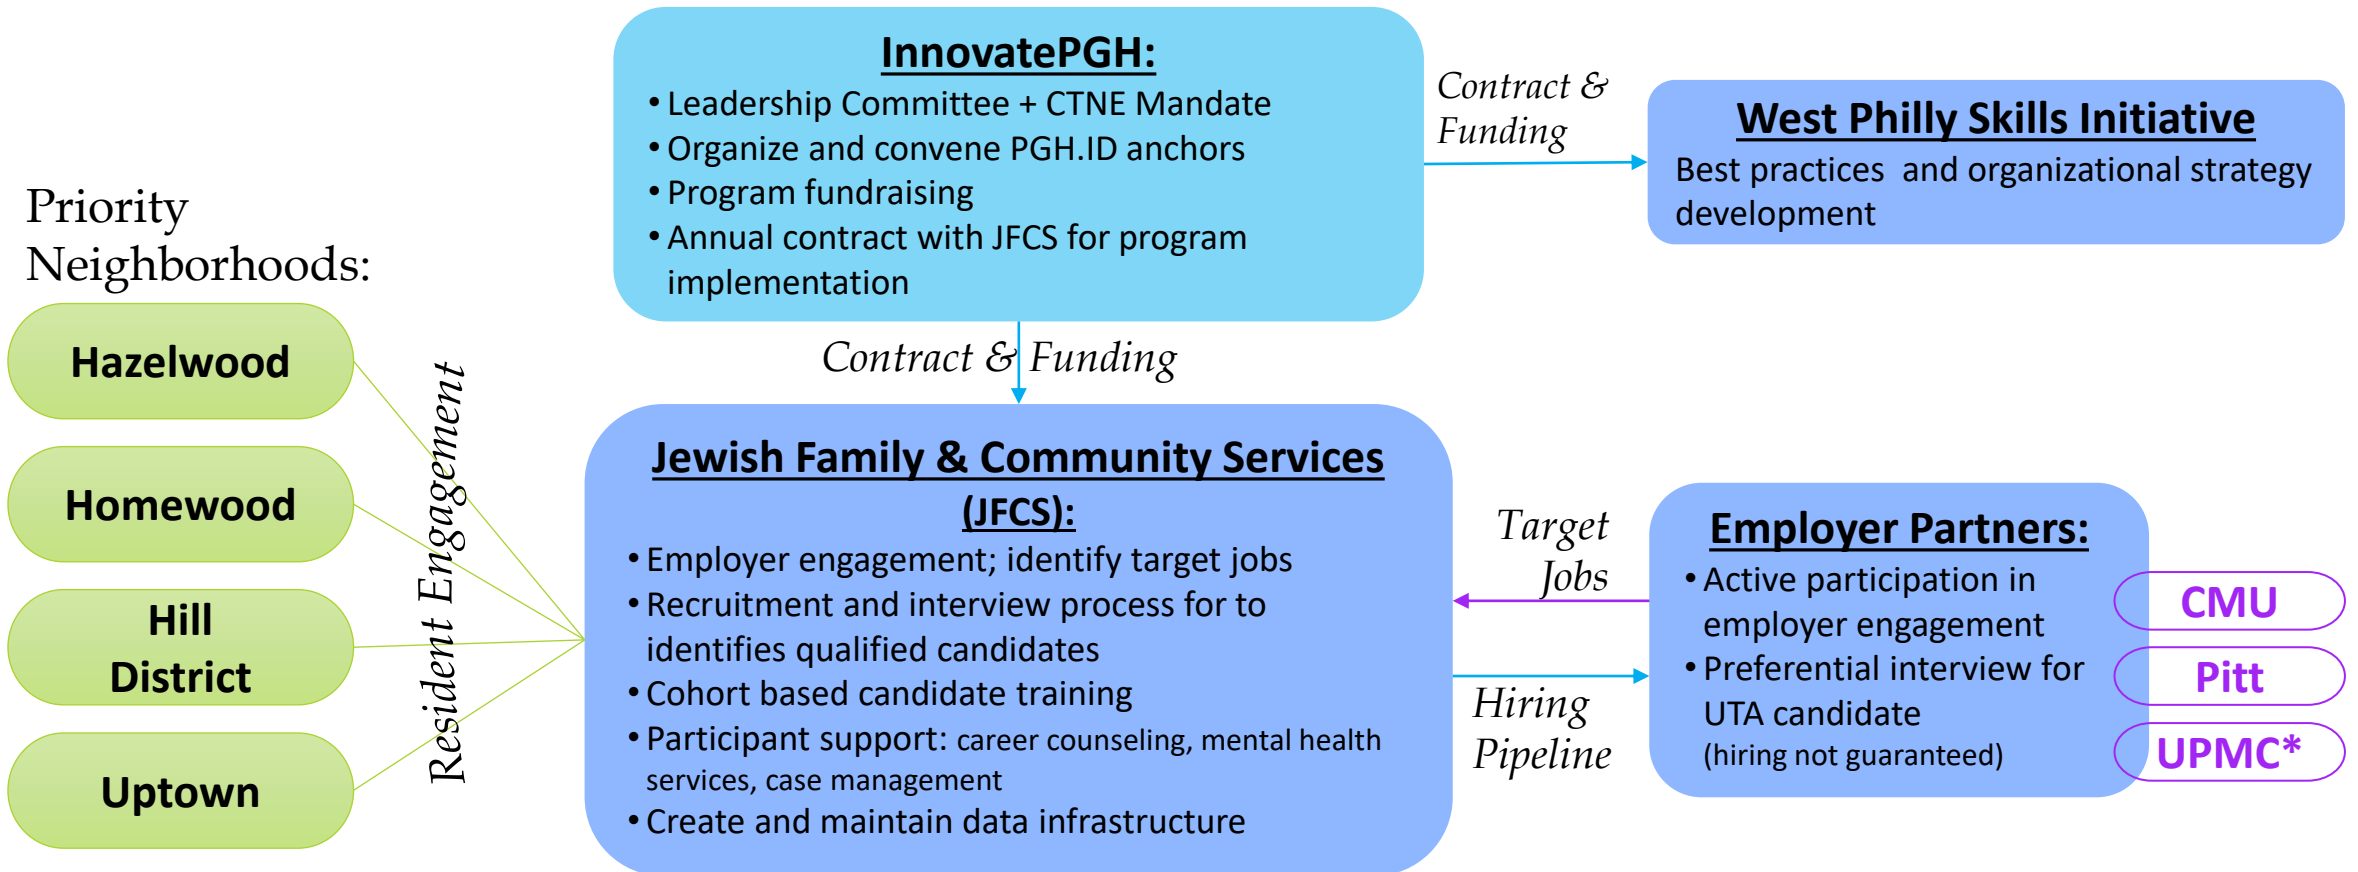 InnovatePGH:
• Leadership Committee + CTNE Mandate
• Organize and convene PGH.ID anchors
• Program fundraising
• Annual contract with JFCS for program
implementation
Contract &
Funding
West Philly Skills Initiative
Best practices  and organizational strategy
development
Priority
Neighborhoods:
Hazelwood
Homewood
Hill
District
Uptown
Resident Engagement
Contract & Funding
Jewish Family & Community Services
(JFCS):
• Employer engagement; identify target jobs
• Recruitment and interview process for to
identifies qualified candidates
• Cohort based candidate training
• Participant support: career counseling, mental health
services, case management
• Create and maintain data infrastructure
Target
Jobs
Hiring
Pipeline
Employer Partners:
• Active participation in
employer engagement
• Preferential interview for
UTA candidate
(hiring not guaranteed)
CMU
Pitt
UPMC*